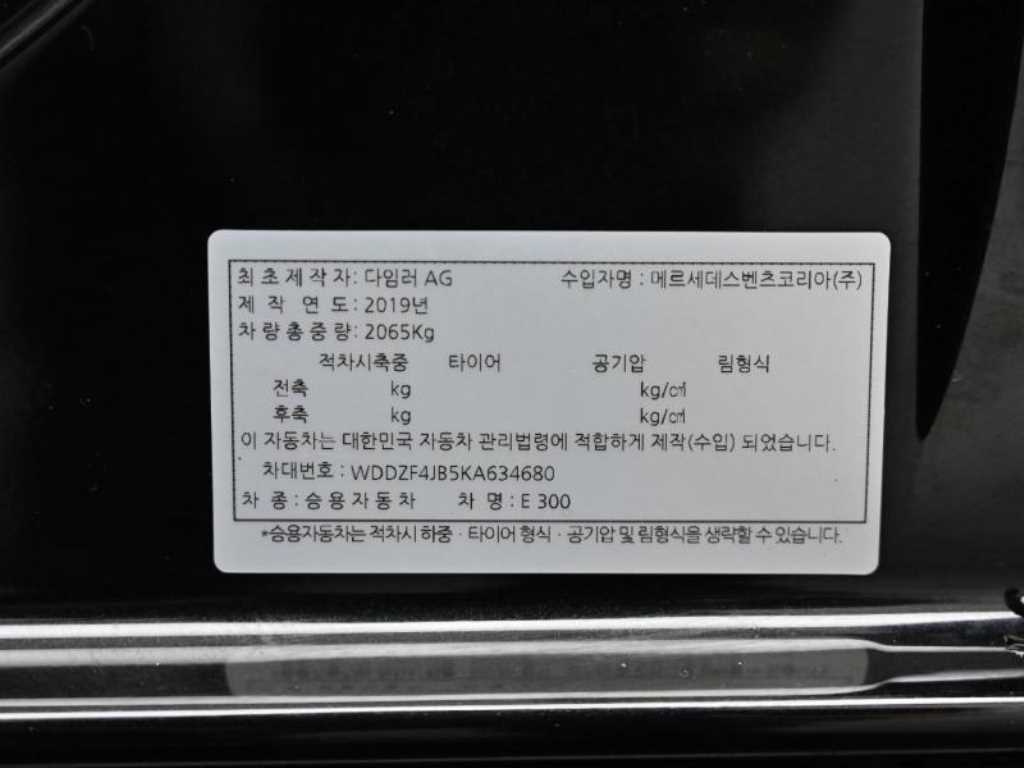 최 초 제 작 자 : 다임러 AG 수입자명 : 메르세데스벤츠코리아(주)
제 작 연 도 : 2019년
차 량 총 중 량 : 2065Kg
적차시축중 타이어 공기압 림형식
전축 kg kg/㎠
후축 kg kg/㎠
이 자동차는 대한민국 자동차 관리법령에 적합하게 제작(수입) 되었습니다.
차대번호 : WDDZF4JB5KA634680
차 종 : 승 용 자 동 차 차 명 : E 300
*승용자동차는 적차시 하중 · 타이어 형식 · 공기압 및 림형식을 생략할 수 있습니다.